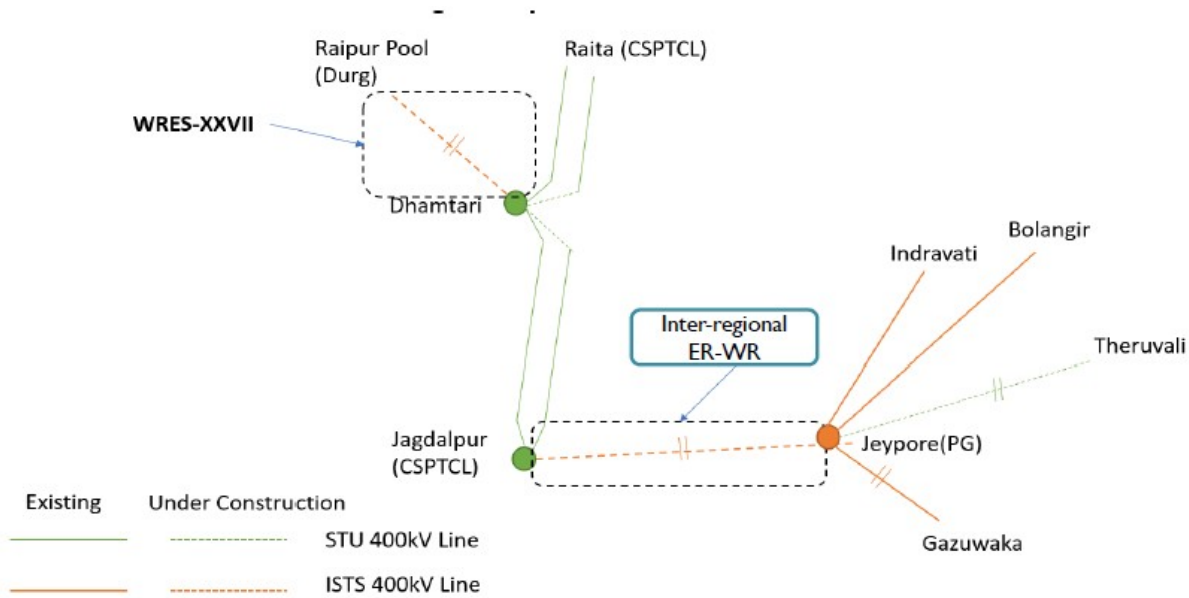 Raipur Pool
(Durg)
Raita (CSPTCL)
WRES-XXVII
Dhamtari
Bolangir
Indravati
Inter-regional
ER-WR
Theruvali
Jagdalpur
(CSPTCL)
Jeypore(PG)
Gazuwaka
Existing
Under Construction
STU 400kV Line
ISTS 400kV Line